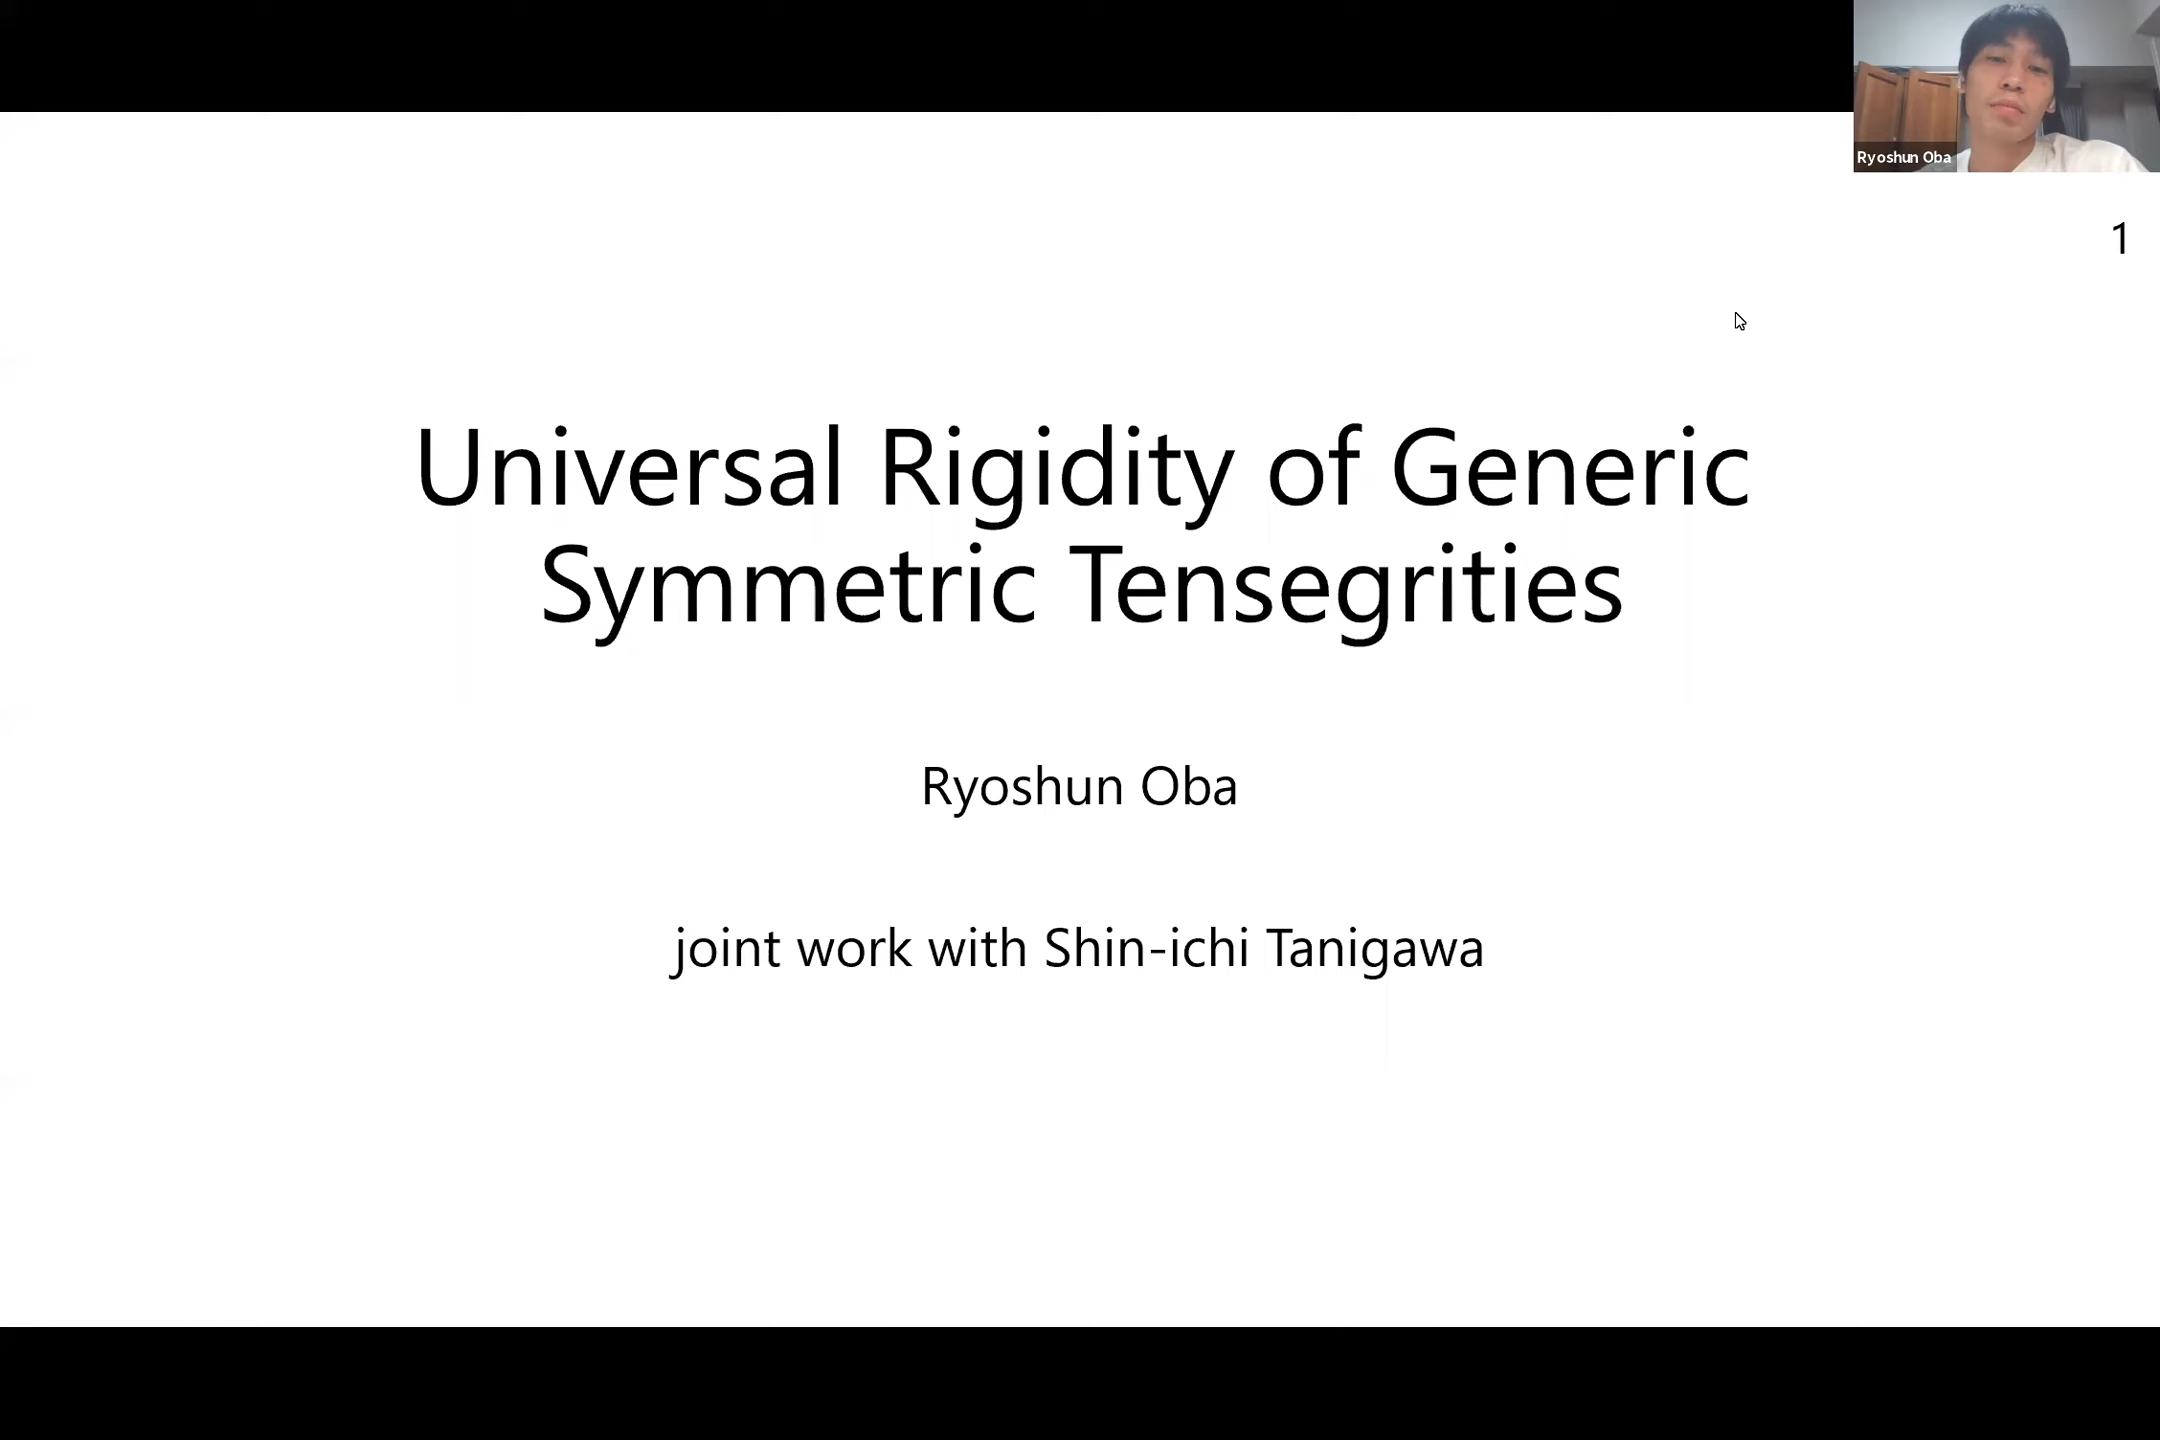 Ryoshun Oba
1
Universal Rigidity of Generic
Symmetric Tensegrities
Ryoshun Oba
joint work with Shin-ichi Tanigawa